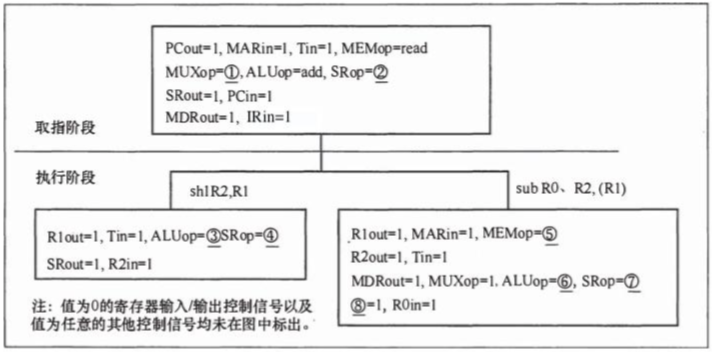 PCout=1, MARin=1, Tin=1, MEMop=read
MUXop=①, ALUop=add, SRop=②
SRout=1, PCin=1
MDRout=1, IRin=1
取指阶段
执行阶段
shlR2,R1
sub R0、R2, (R1)
R1out=1, Tin=1, ALUop=③SRop=④
SRout=1, R2in=1
R1out=1, MARin=1, MEMop=⑤
R2out=1, Tin=1
MDRout=1, MUXop=1. ALUop=⑥, SRop=⑦
⑧=1, R0in=1
注：值为0的寄存器输入/输出控制信号以及
值为任意的其他控制信号均未在图中标出。